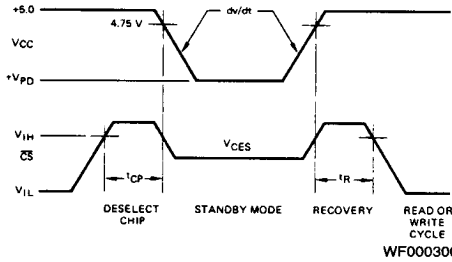 +5.0
4.75 V
dv/dt
VCC
+VPD
VIH
CS
VCES
tCP
tR
VIL
DESELECT
CHIP
STANDBY MODE
RECOVERY
READ OR
WRITE
CYCLE
WF000300